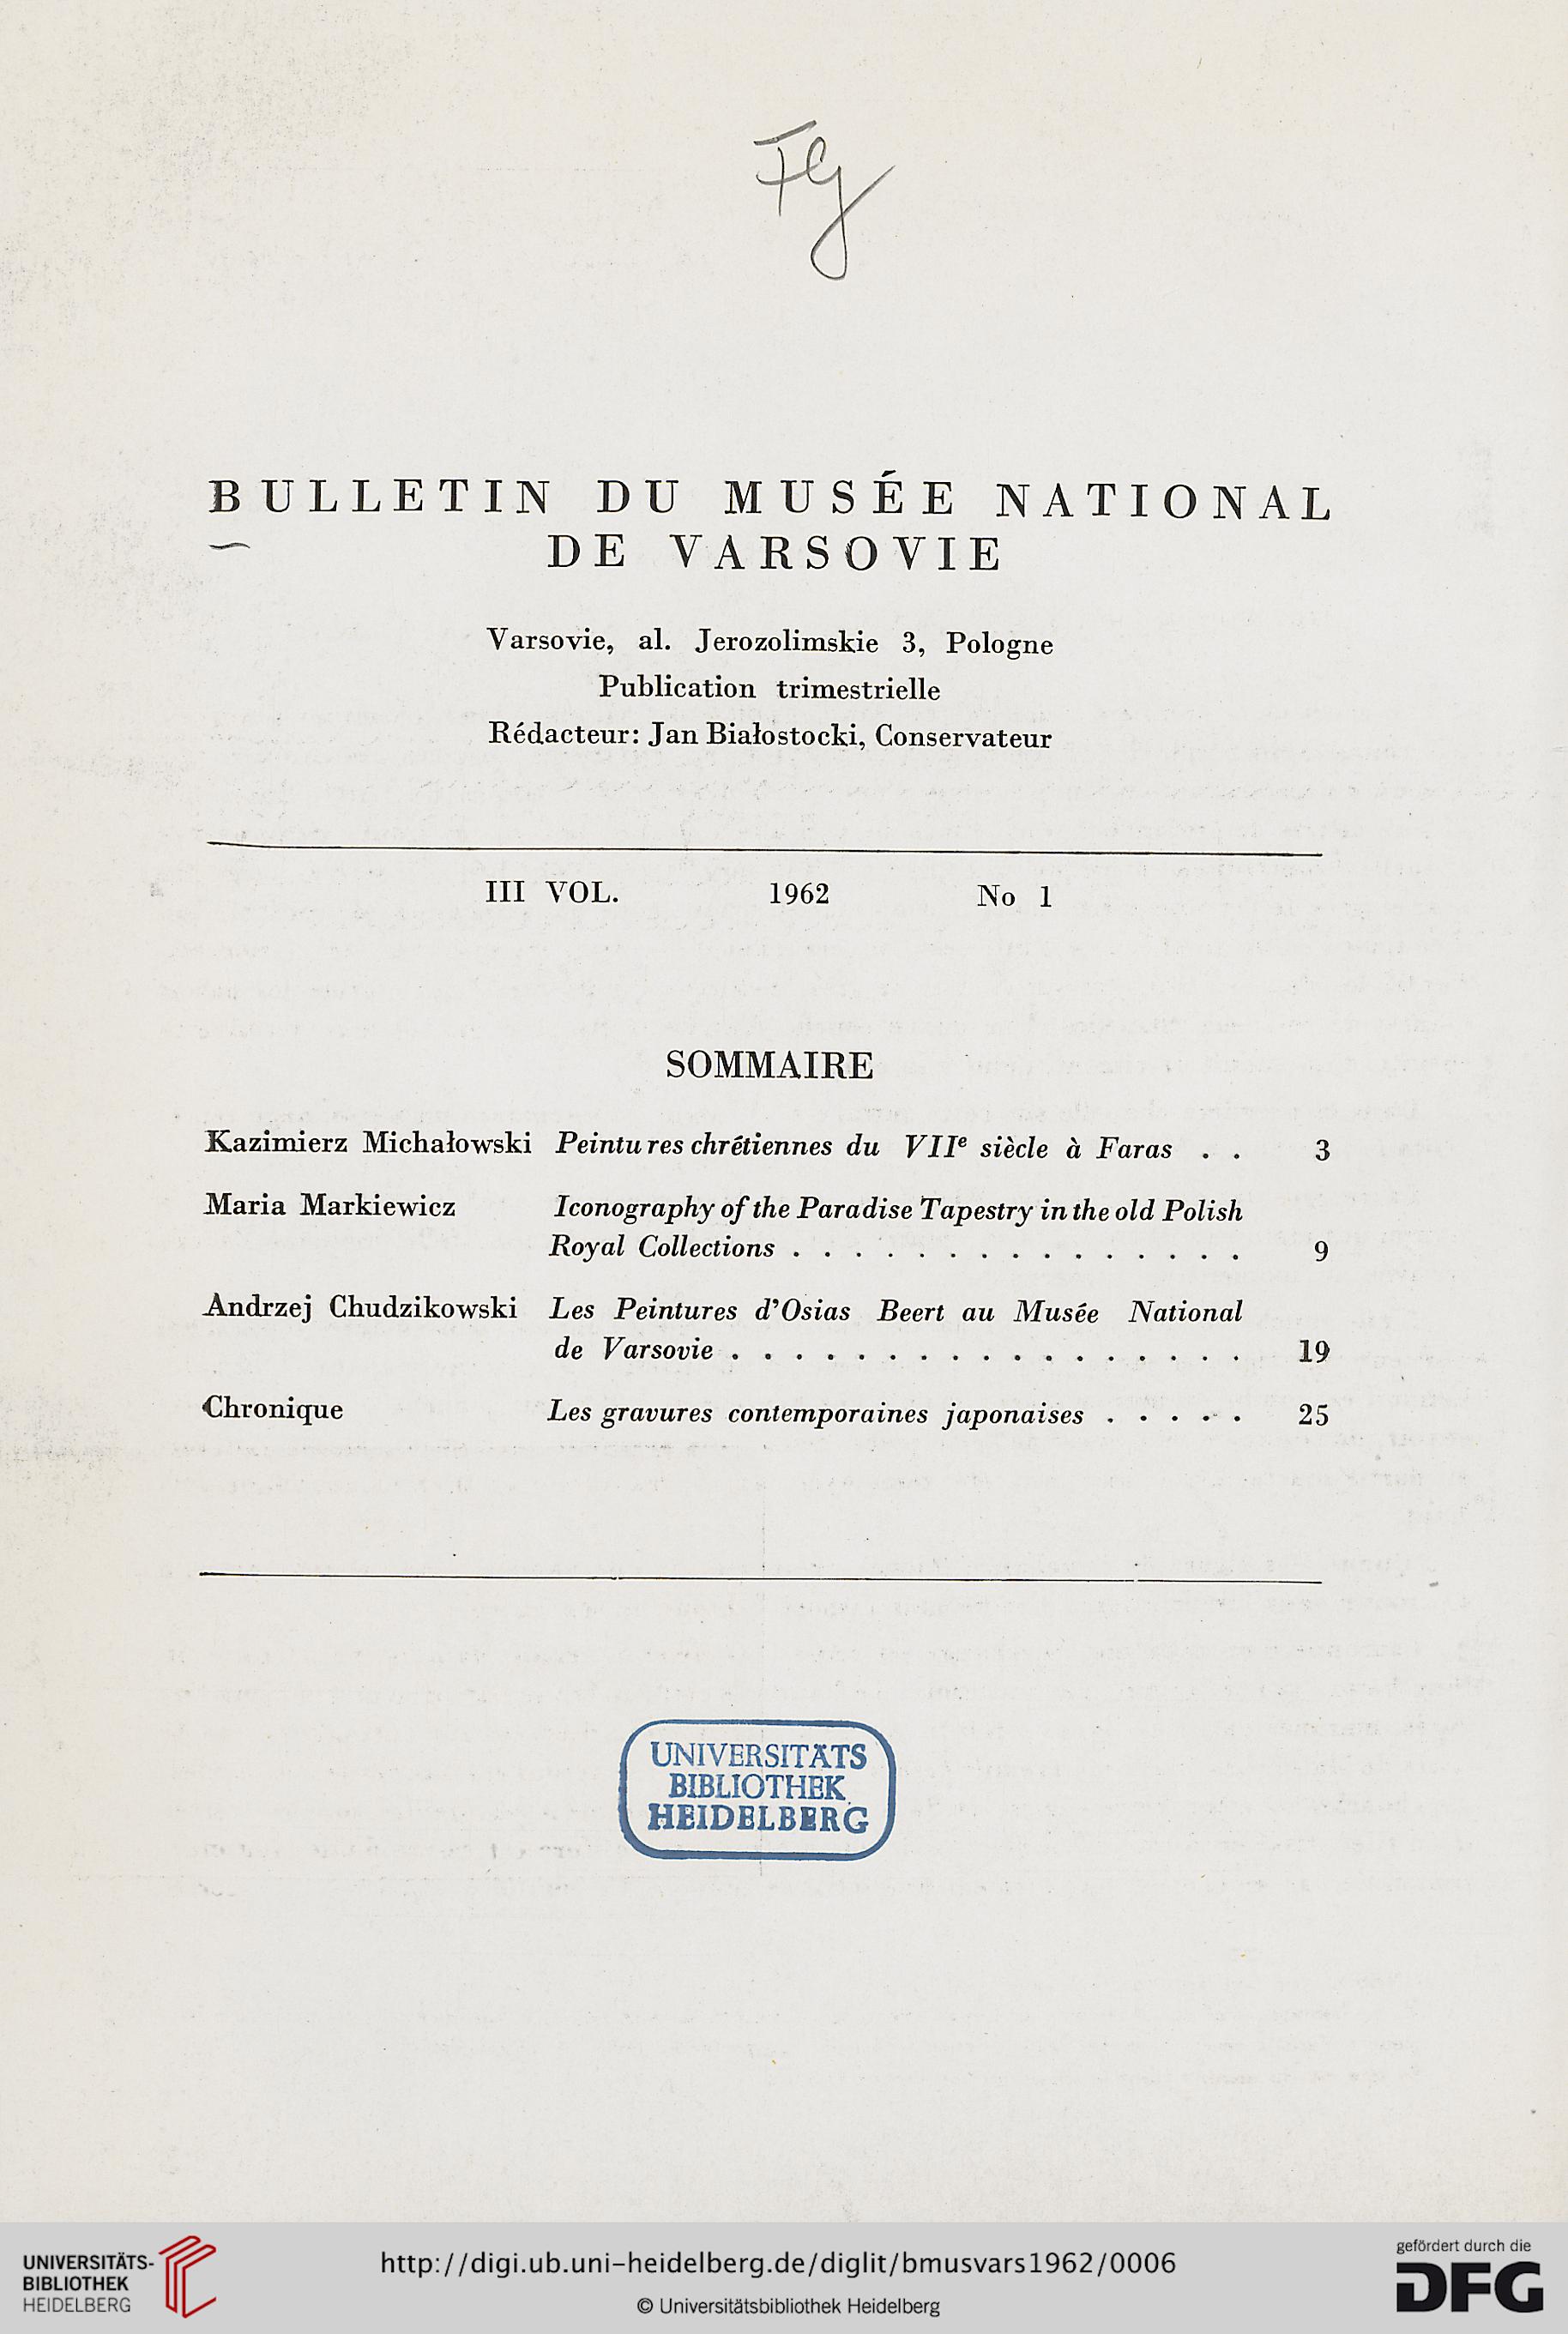 BULLETIN DU MUSÉE NATIONAL
DE VARSOVIE
Varsovie, al. Jerozolimskie 3, Pologne
Publication trimestrielle
Rédacteur: Jan Białostocki, Conservateur
III VOL. 1962 No 1
SOMMAIRE
Kazimierz Michałowski Peintures chrétiennes du VIIe siècle à Faras . . 3
Maria Markiewicz Iconography of the Paradise Tapestry in the old Polish
Royal Collections . . . . . . . . . . . . . . . 9
Andrzej Chudzikowski Les Peintures d'Osias Beert au Musée National
de Varsovie . . . . . . . . . . . . . . . . . 19
Chronique Les gravures contemporaines japonaises . . . . . 25
UNIVERSITÄTS
BIBLIOTHEK
HEIDELBERG
UNIVERSITÄTS-
BIBLIOTHEK
HEIDELBERG
http://digi.ub.uni-heidelberg.de/diglit/bmusvars1962/0006
© Universitätsbibliothek Heidelberg
gefördert durch die
DFG